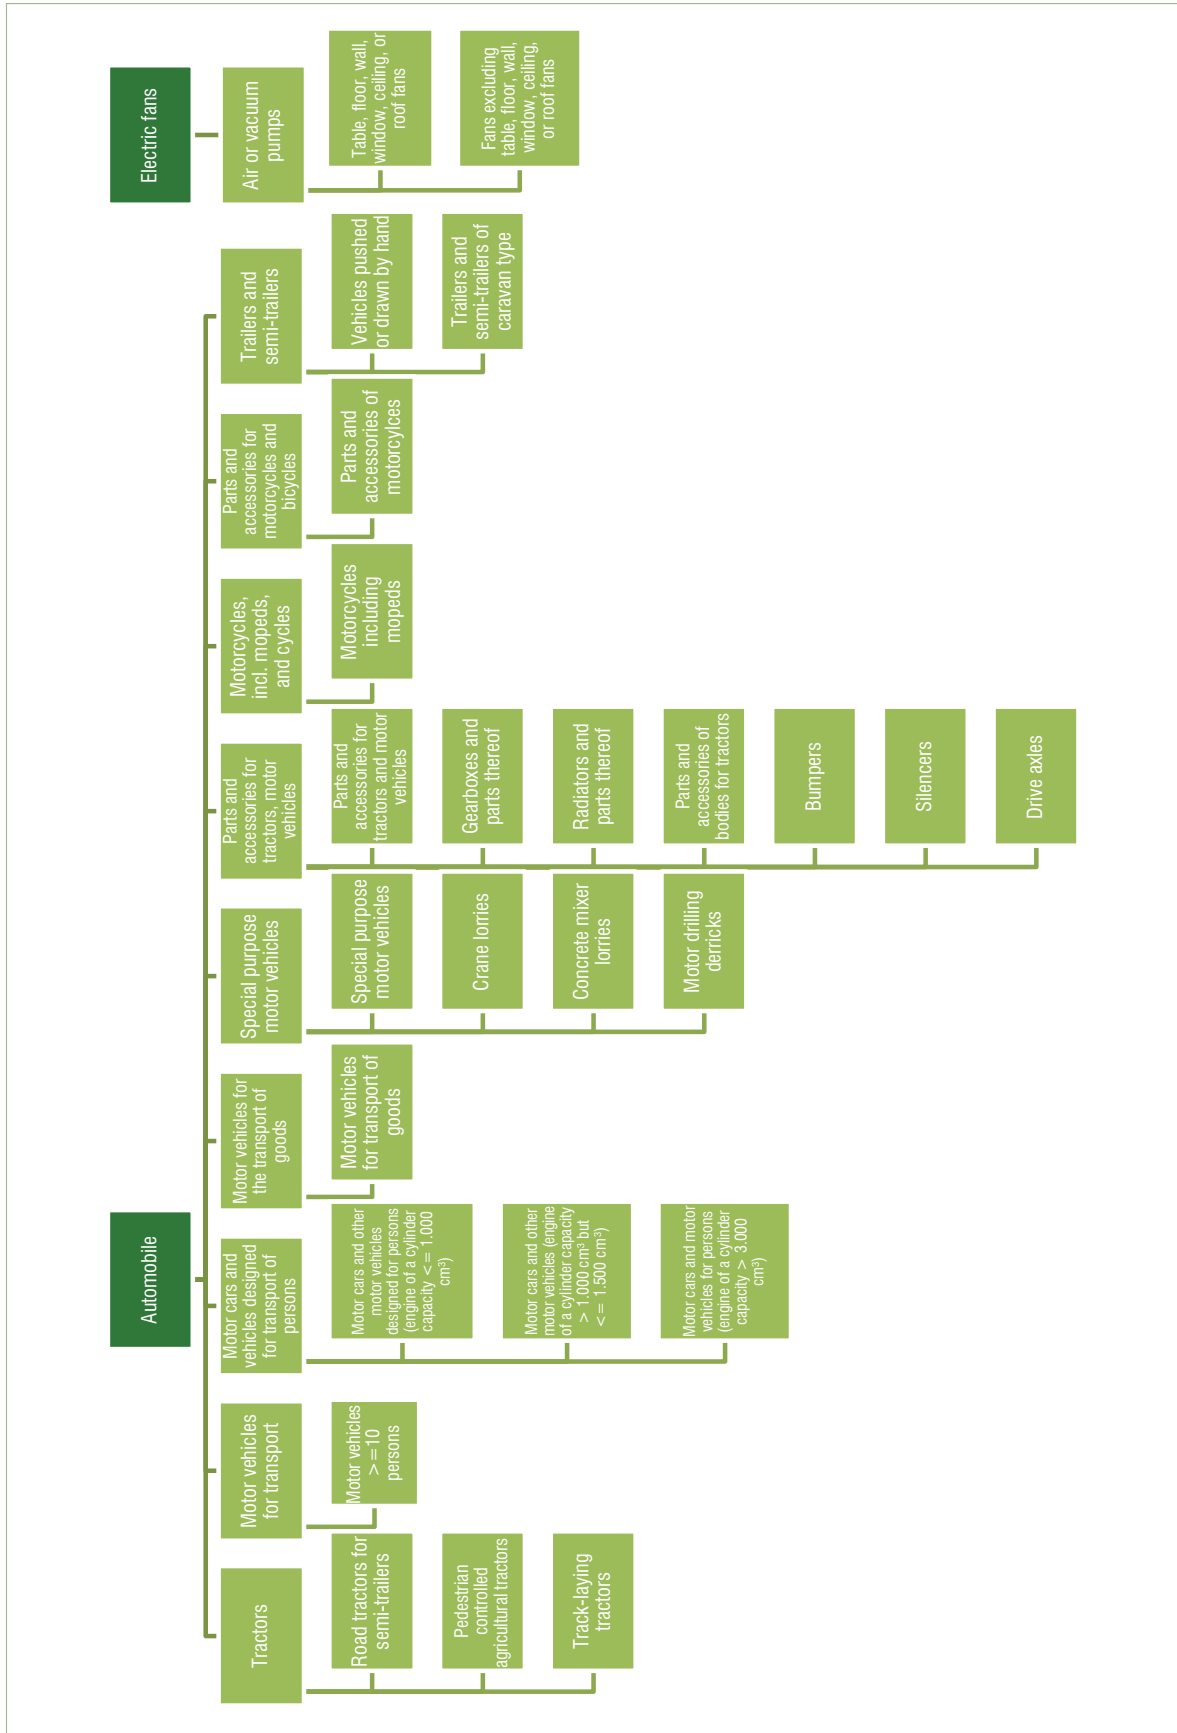 Automobile
Tractors
Road tractors for
semi-trailers
Pedestrian
controlled
agricultural tractors
Track-laying
tractors
Motor vehicles
for transport
Motor vehicles
>=10
persons
Motor cars and
vehicles designed
for transport of
persons
Motor cars and other
motor vehicles
designed for persons
(engine of a cylinder
capacity <= 1.000
cm³)
Motor cars and other
motor vehicles (engine
of a cylinder capacity
> 1.000 cm³ but
<= 1.500 cm³)
Motor cars and motor
vehicles for persons
(engine of a cylinder
capacity > 3.000
cm³)
Motor vehicles for
the transport of
goods
Motor vehicles
for transport of
goods
Special purpose
motor vehicles
Special purpose
motor vehicles
Crane lorries
Concrete mixer
lorries
Motor drilling
derricks
Parts and
accessories for
tractors, motor
vehicles
Parts and
accessories for
tractors and motor
vehicles
Gearboxes and
parts thereof
Radiators and
parts thereof
Parts and
accessories of
bodies for tractors
Bumpers
Silencers
Drive axles
Motorcycles,
incl. mopeds,
and cycles
Motorcycles
including
mopeds
Parts and
accessories for
motorcycles and
bicycles
Parts and
accessories of
motorcylces
Trailers and
semi-trailers
Vehicles pushed
or drawn by hand
Trailers and
semi-trailers of
caravan type
Electric fans
Air or vacuum
pumps
Table, floor, wall,
window, ceiling, or
roof fans
Fans excluding
table, floor, wall,
window, ceiling,
or roof fans